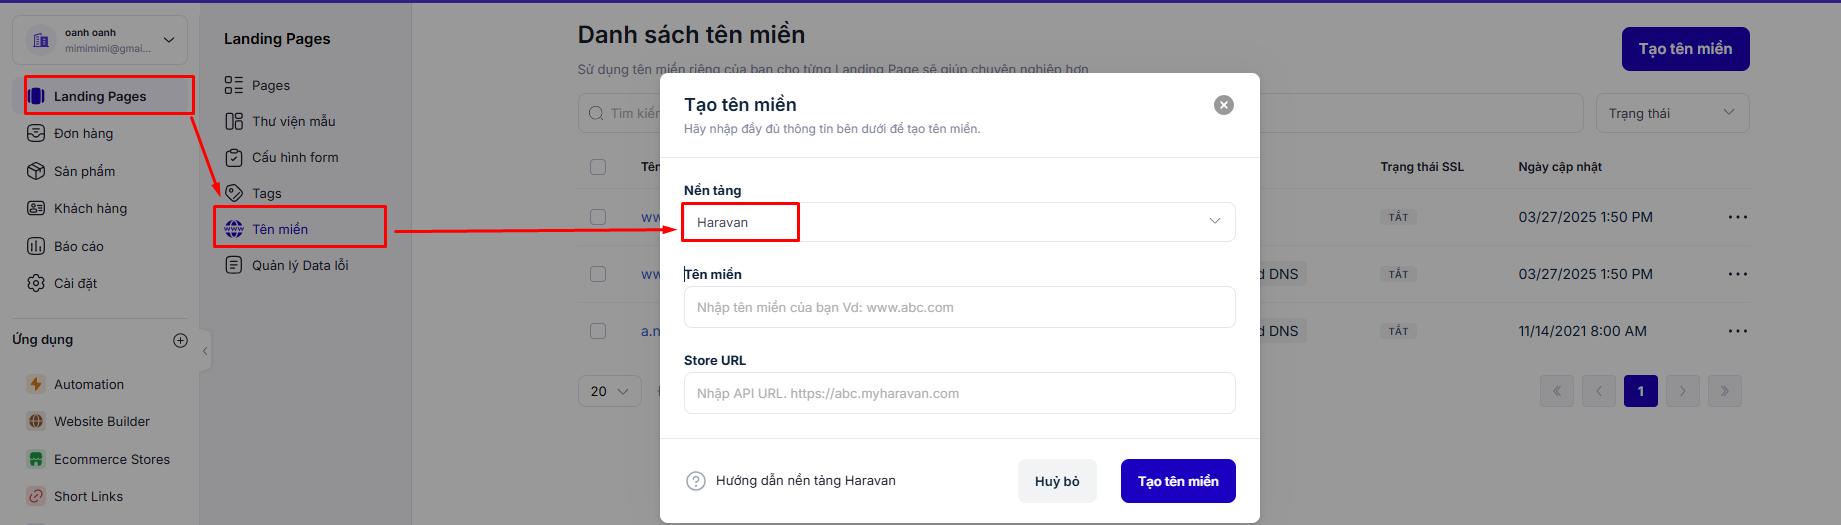 oanh oanh
mimimimi@gmai...
Landing Pages
Đơn hàng
Sản phẩm
Khách hàng
Báo cáo
Cài đặt
Ứng dụng
Automation
Website Builder
Ecommerce Stores
Short Links
Landing Pages
Pages
Thư viện mẫu
Cấu hình form
Tags
Tên miền
Quản lý Data lỗi
Danh sách tên miền
Sử dụng tên miền riêng của bạn cho từng Landing Page sẽ giúp chuyên nghiệp hơn
Tạo tên miền
Tìm kiế
Trạng thái
Tên
Trạng thái SSL
Ngày cập nhật
TẮT
03/27/2025 1:50 PM
DNS
TẮT
03/27/2025 1:50 PM
a.n
DNS
TẮT
11/14/2021 8:00 AM
20
1
Tạo tên miền
Hãy nhập đầy đủ thông tin bên dưới để tạo tên miền.
Nền tảng
Haravan
Tên miền
Nhập tên miền của bạn Vd: www.abc.com
Store URL
Nhập API URL. https://abc.myharavan.com
Hướng dẫn nền tảng Haravan
Huỷ bỏ
Tạo tên miền